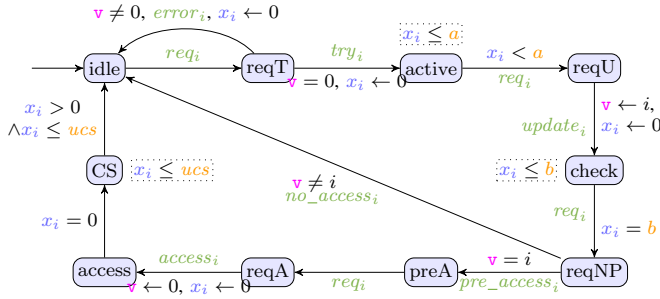 v ≠ 0, error_i, x_i ← 0
x_i ≤ a
req_i
try_i
x_i < a
idle
reqT
active
reqU
v = 0, x_i ← 0
req_i
x_i > 0
∧x_i ≤ ucs
v ← i,
x_i ← 0
update_i
CS
x_i ≤ ucs
v ≠ i
no_access_i
x_i ≤ b
check
req_i
x_i = 0
x_i = b
access_i
v = i
access
reqA
preA
reqNP
v ← 0, x_i ← 0
req_i
pre_access_i